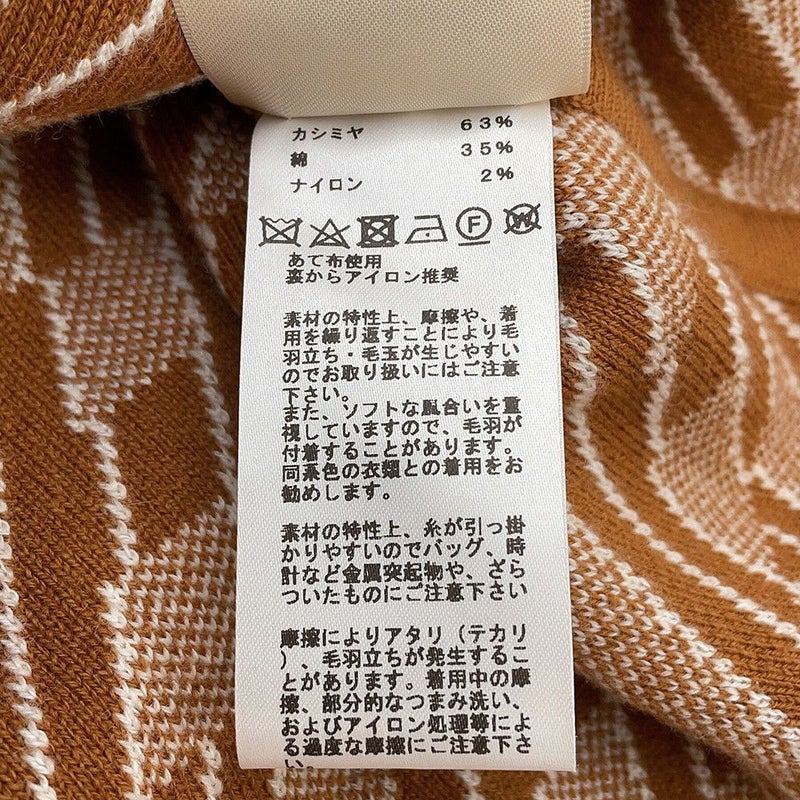 カシミヤ 63%
綿 35%
ナイロン 2%
F W
あて布使用
裏からアイロン推奨
素材の特性上、摩擦や、着
用を繰り返すことにより毛
羽立ち・毛玉が生じやすい
のでお取り扱いにはご注意
下さい。
また、ソフトな風合いを重
視していますので、毛羽が
付着することがあります。
同系色の衣類との着用をお
勧めします。
素材の特性上、糸が引っ掛
かりやすいのでバッグ、時
計など金属突起物や、ざら
ついたものにご注意下さい
摩擦によりアタリ（テカリ
）、毛羽立ちが発生するこ
とがあります。着用中の摩
擦、部分的なつまみ洗い、
およびアイロン処理等によ
る過度な摩擦にご注意下さ
い。